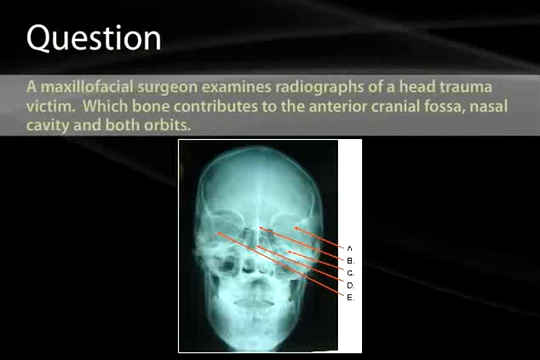 Question
A maxillofacial surgeon examines radiographs of a head trauma
victim.  Which bone contributes to the anterior cranial fossa, nasal
cavity and both orbits.
A
B.
C.
D.
E.